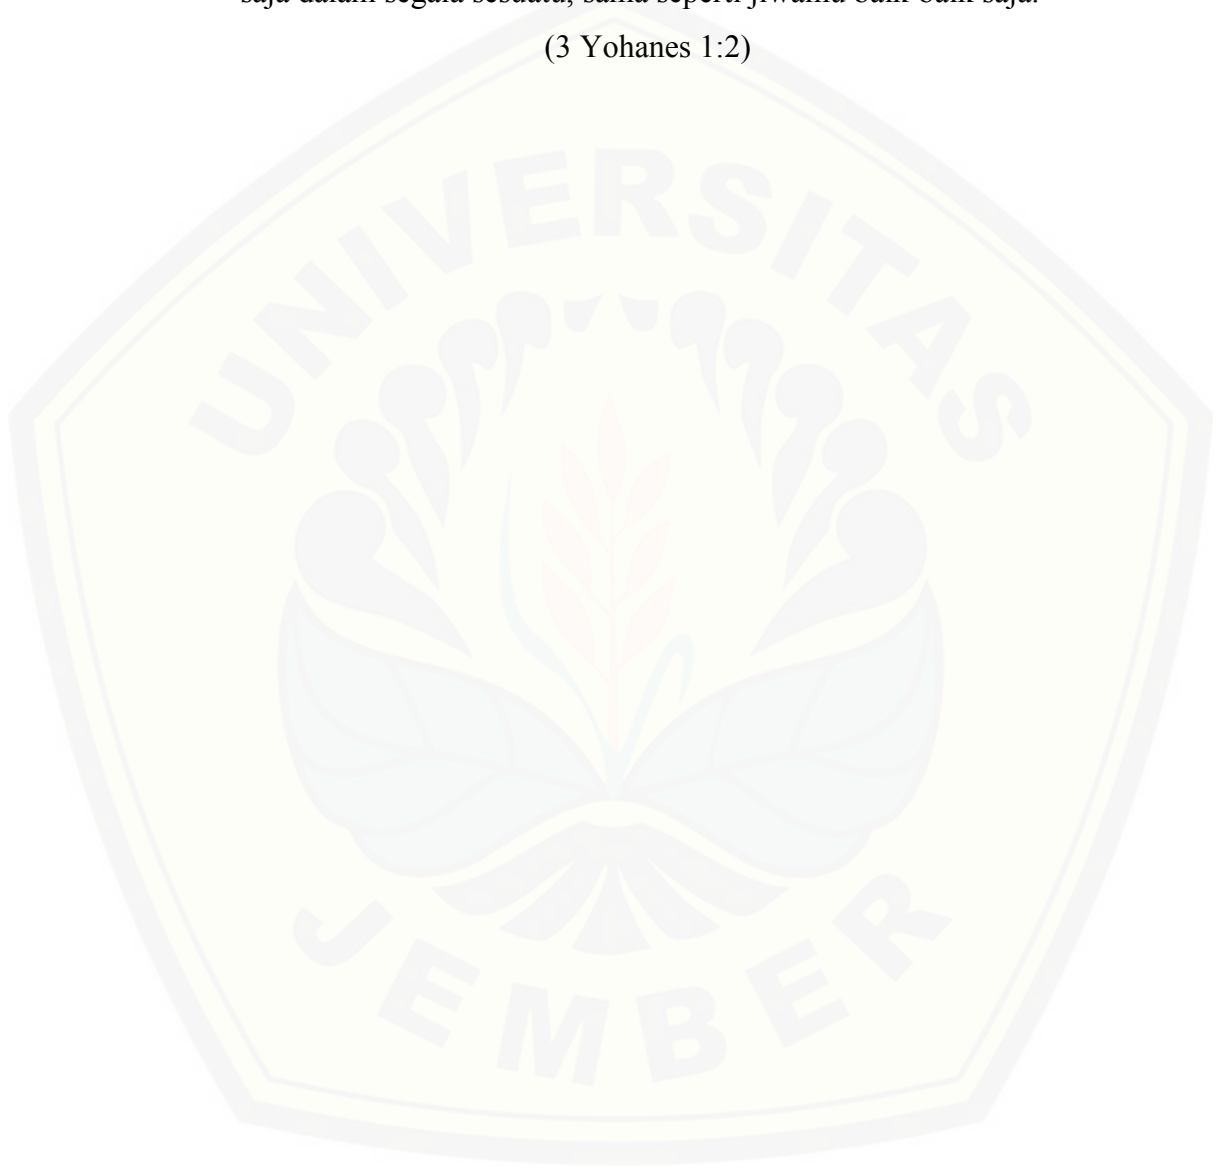 saja dalam segala sesuatu, sama seperti jiwamu baik-baik saja.
(3 Yohanes 1:2)
UNIVERSITAS
JEMBER